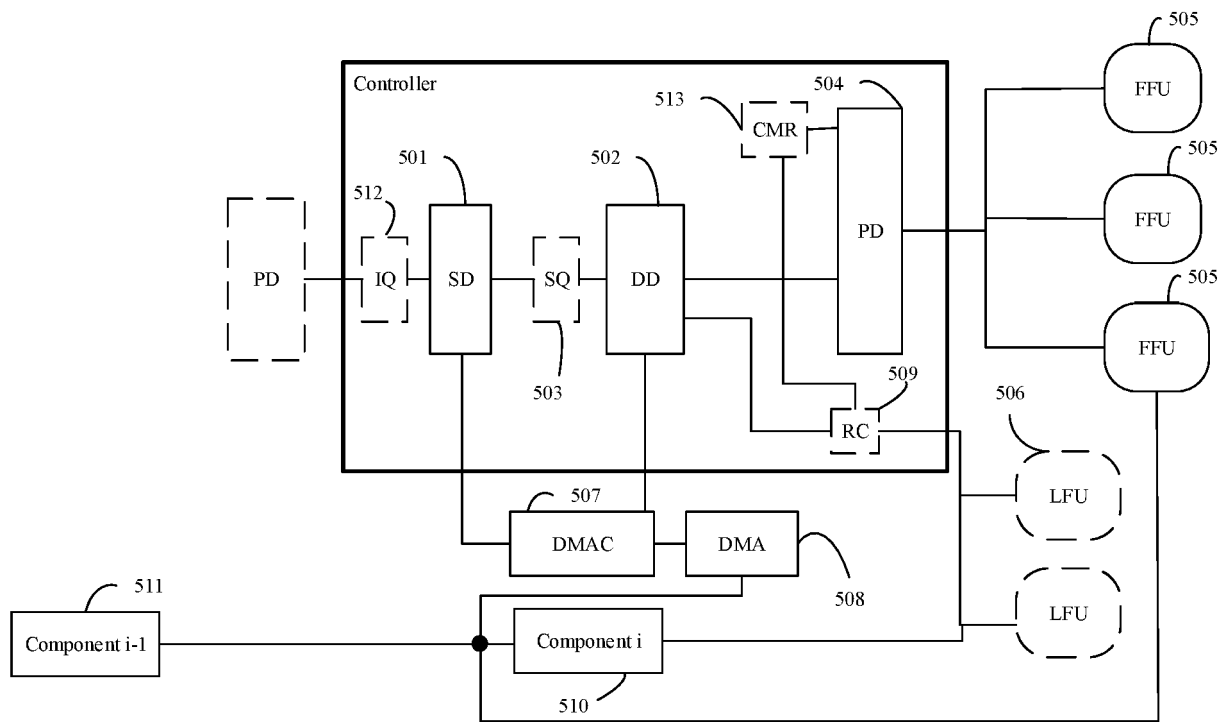 505
Controller
504
FFU
513
CMR
501
502
505
512
FFU
PD
PD
IQ
SD
SQ
DD
505
FFU
503
509
506
RC
LFU
507
DMAC
DMA
508
511
LFU
Component i-1
Component i
510